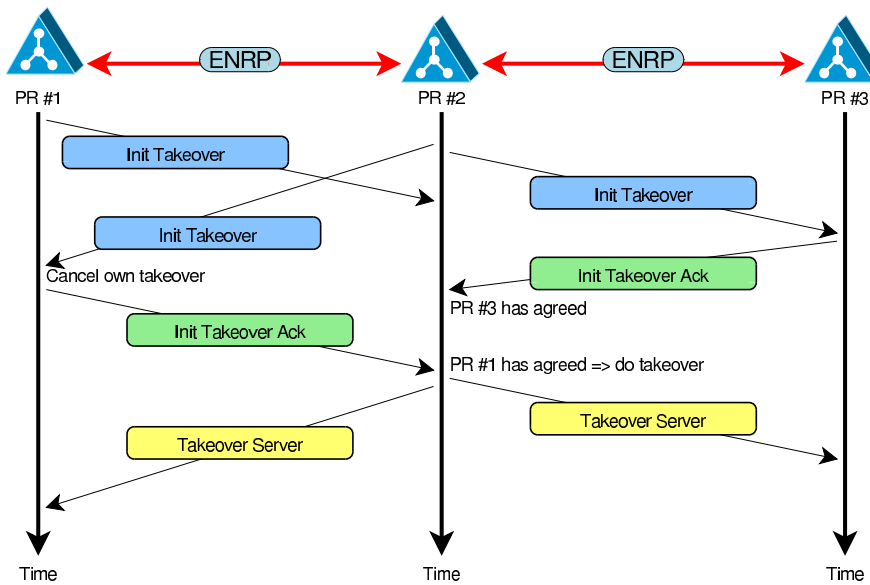 ENRP
ENRP
PR #1
PR #2
PR #3
Init Takeover
Init Takeover
Init Takeover
Cancel own takeover
Init Takeover Ack
PR #3 has agreed
Init Takeover Ack
PR #1 has agreed => do takeover
Takeover Server
Takeover Server
Time
Time
Time